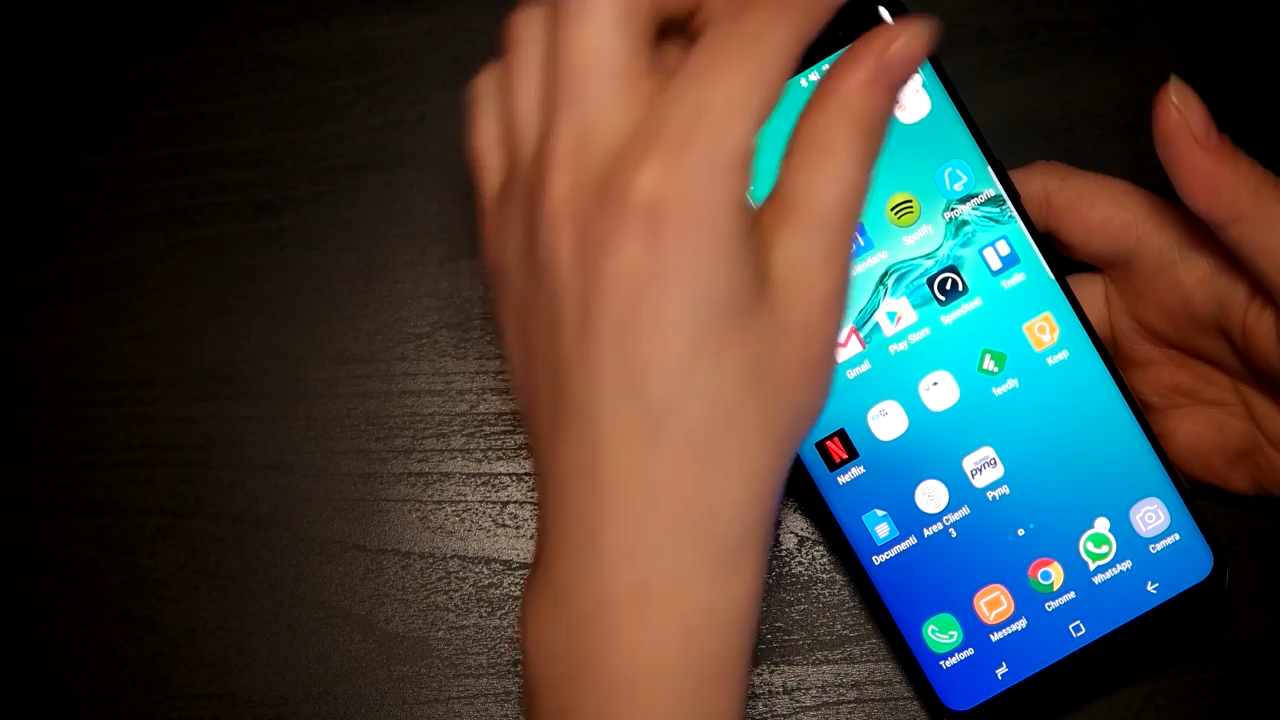 Promemoria
Spotify
Trello
Speedtest
Play Store
Gmail
Keep
feedly
Netflix
pyng
Pyng
Area Clienti
3
Documenti
Camera
WhatsApp
Chrome
Messaggi
Telefono